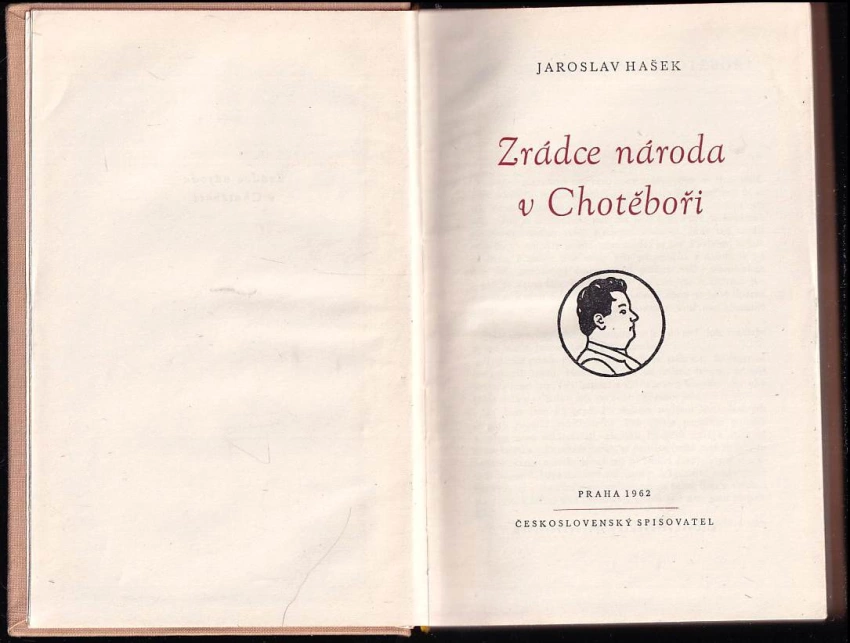 JAROSLAV HAŠEK
Zrádce národa
v Chotěboři
PRAHA 1962
ČESKOSLOVENSKÝ SPISOVATEL